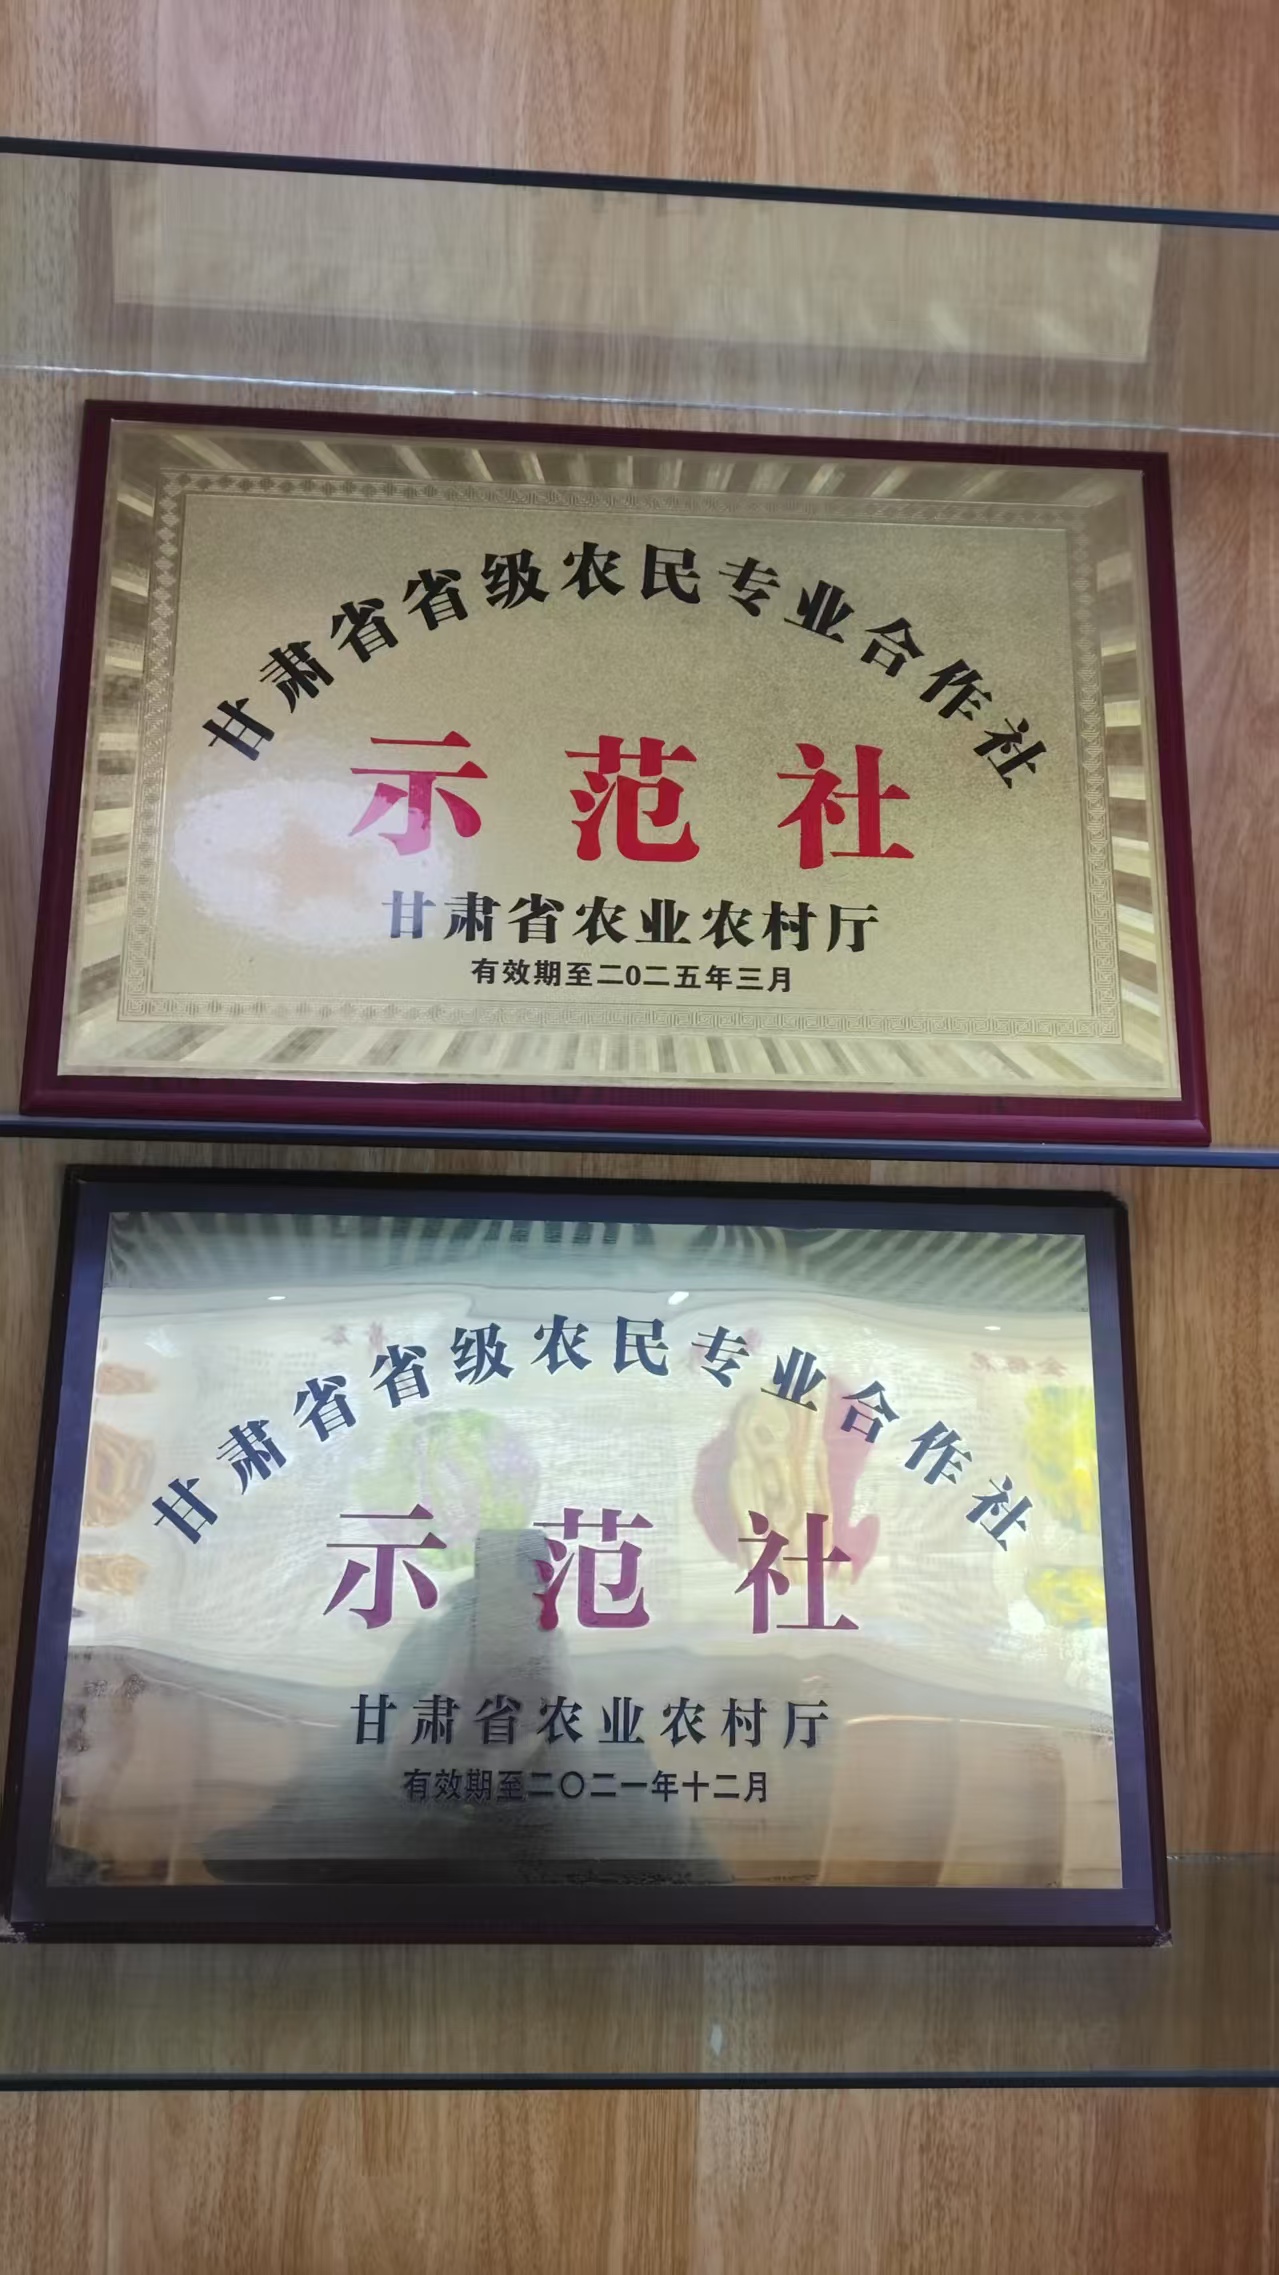 甘肃省省级农民专业合作社
示范社
甘肃省农业农村厅
有效期至二0二五年三月
甘肃省省级农民专业合作社
示范社
甘肃省农业农村厅
有效期至二〇二一年十二月